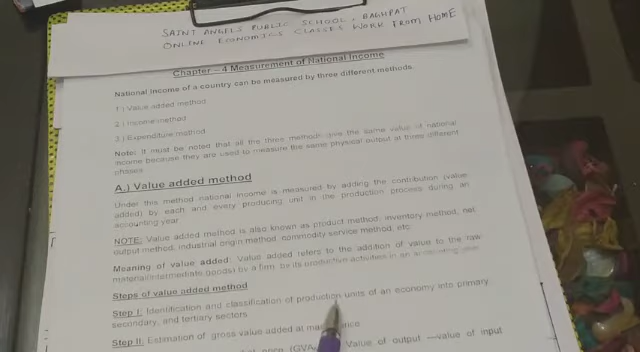 SAINT ANGELS PUBLIC SCHOOL, BAGHPAT
ONLINE ECONOMICS CLASSES WORK FROM HOME
Chapter – 4 Measurement of National Income
National income of a country can be measured by three different methods.
1.) Value added method
2.) Income method
3.) Expenditure method
Note: It must be noted that all the three methods give the same value of national
income because they are used to measure the same physical output at three different
phases.
A.) Value added method
Under this method national income is measured by adding the contribution (value
added) by each and every producing unit in the production process during an
accounting year.
NOTE: Value added method is also known as product method, inventory method, net
output method, industrial origin method, commodity service method, etc.
Meaning of value added: Value added refers to the addition of value to the raw
material(intermediate goods) by a firm, by its productive activities in an accounting year.
Steps of value added method
Step I: Identification and classification of production units of an economy into primary,
secondary, and tertiary sectors
Step II: Estimation of gross value added at
(GVA Value of output —value of input